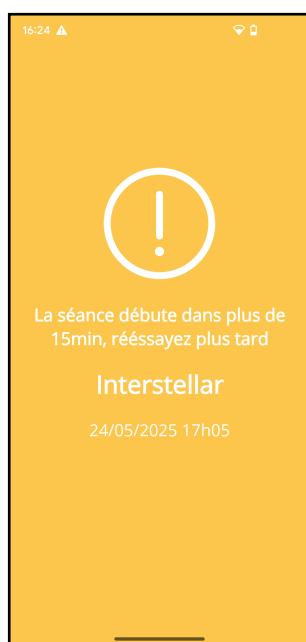 16:24
La séance débute dans plus de
15min, rééssayez plus tard
Interstellar
24/05/2025 17h05